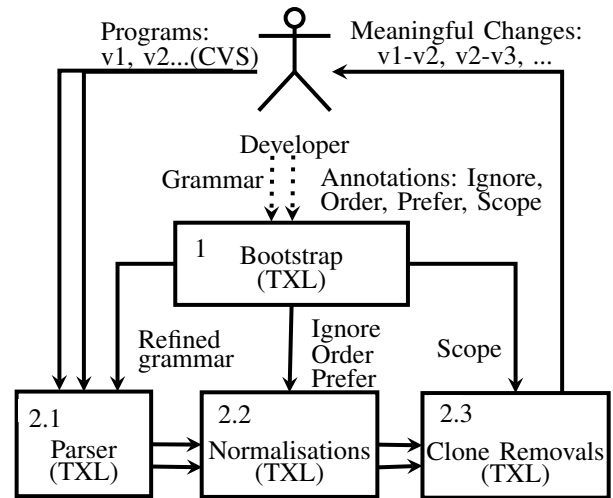 Programs:
v1, v2...(CVS)
Meaningful Changes:
v1-v2, v2-v3, ...
Developer
Grammar
Annotations: Ignore,
Order, Prefer, Scope
1
Bootstrap
(TXL)
Refined
grammar
Ignore
Order
Prefer
Scope
2.1
Parser
(TXL)
2.2
Normalisations
(TXL)
2.3
Clone Removals
(TXL)